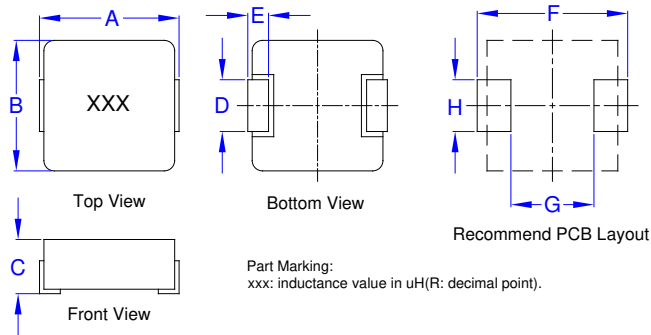 A
E
F
B
XXX
D
H
G
Top View
Bottom View
Recommend PCB Layout
C
Part Marking:
xxx: inductance value in uH(R: decimal point).
Front View